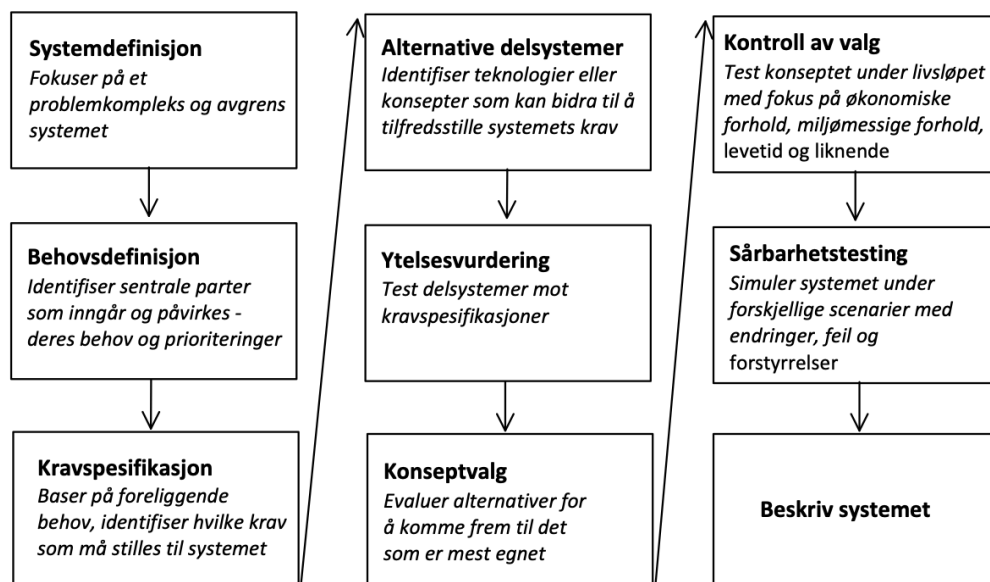 Systemdefinisjon
Fokuser på et
problemkompleks og avgrens
systemet
Behovsdefinisjon
Identifiser sentrale parter
som inngår og påvirkes -
deres behov og prioriteringer
Kravspesifikasjon
Baser på foreliggende
behov, identifiser hvilke krav
som må stilles til systemet
Alternative delsystemer
Identifiser teknologier eller
konsepter som kan bidra til å
tilfredsstille systemets krav
Ytelsesvurdering
Test delsystemer mot
kravspesifikasjoner
Konseptvalg
Evaluer alternativer for
å komme frem til det
som er mest egnet
Kontroll av valg
Test konseptet under livsløpet
med fokus på økonomiske
forhold, miljømessige forhold,
levetid og liknende
Sårbarhetstesting
Simuler systemet under
forskjellige scenarier med
endringer, feil og
forstyrrelser
Beskriv systemet